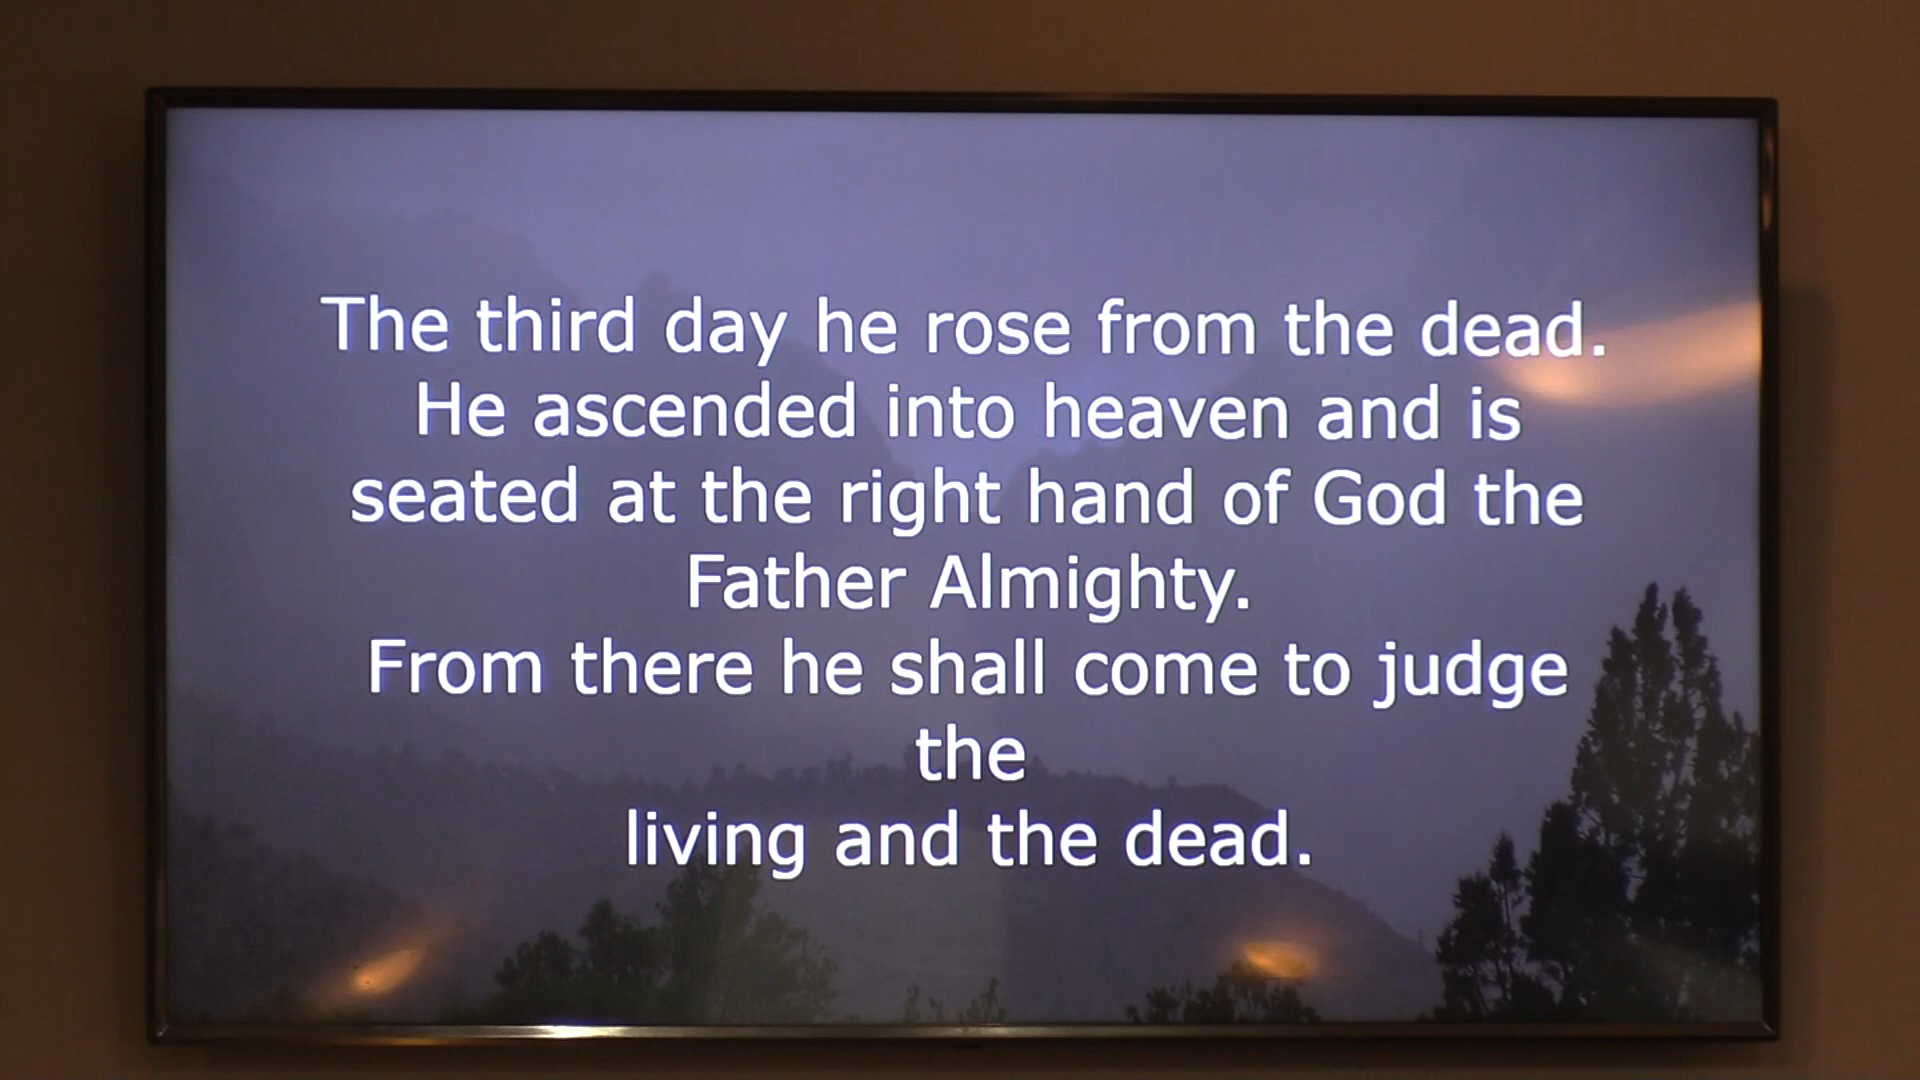 The third day he rose from the dead.
He ascended into heaven and is
seated at the right hand of God the
Father Almighty.
From there he shall come to judge
the
living and the dead.